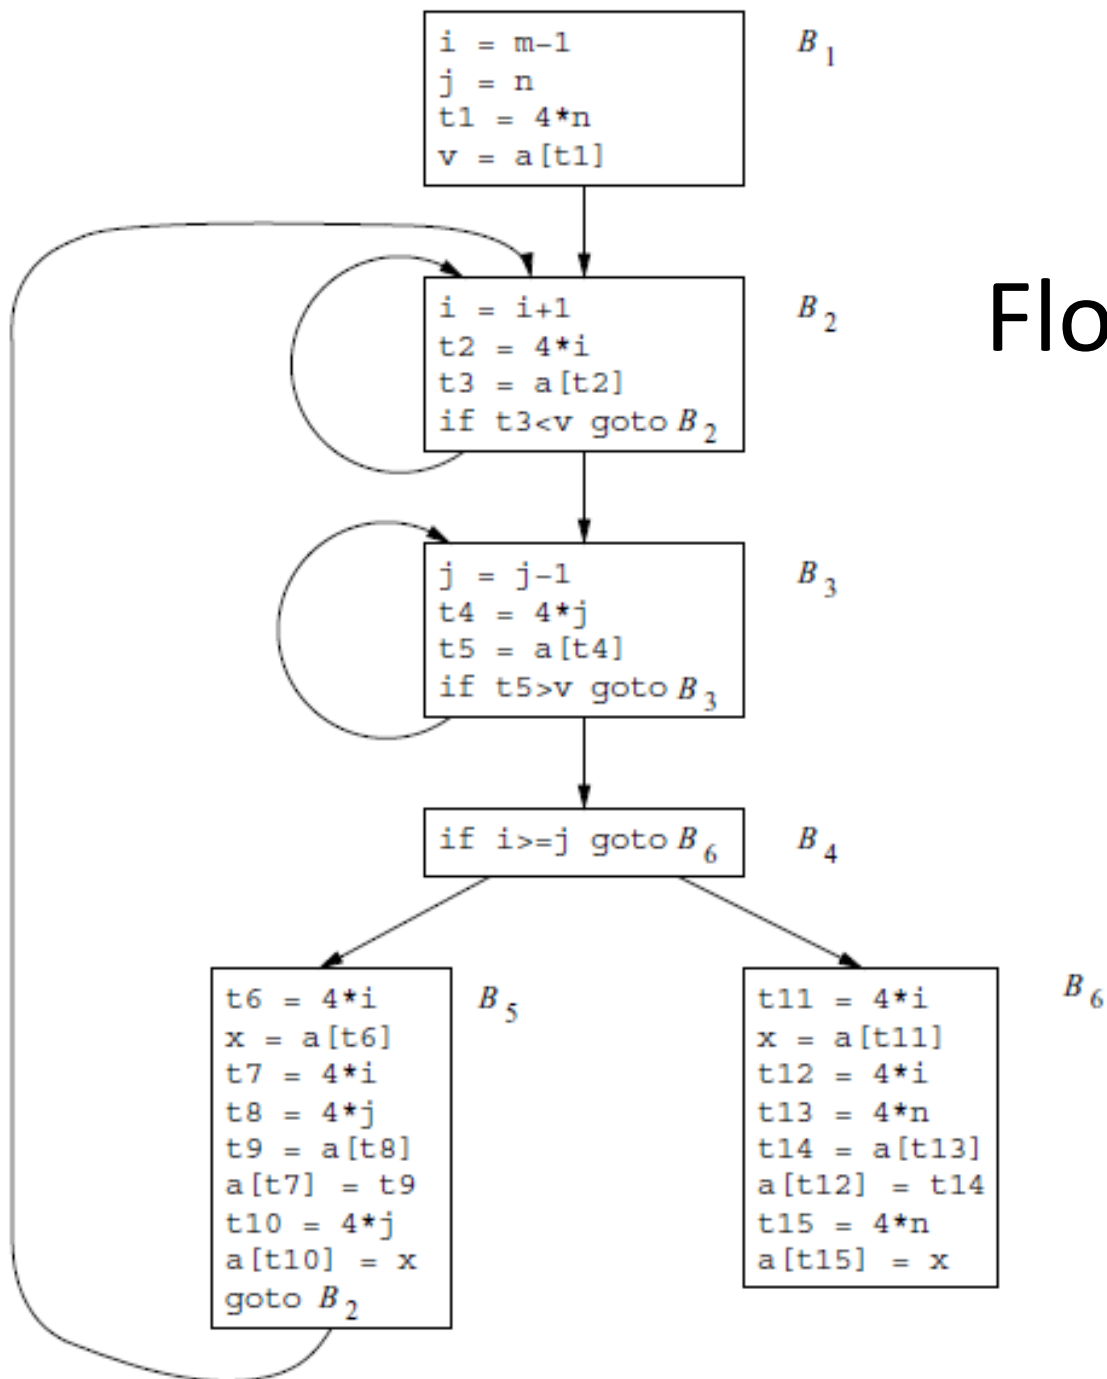 i = m-1
j = n
t1 = 4*n
v = a[t1]
B1
i = i+1
t2 = 4*i
t3 = a[t2]
if t3<v goto B2
B2
Flo
j = j-1
t4 = 4*j
t5 = a[t4]
if t5>v goto B3
B3
if i>=j goto B6
B4
t6 = 4*i
x = a[t6]
t7 = 4*i
t8 = 4*j
t9 = a[t8]
a[t7] = t9
t10 = 4*j
a[t10] = x
goto B2
B5
t11 = 4*i
x = a[t11]
t12 = 4*i
t13 = 4*n
t14 = a[t13]
a[t12] = t14
t15 = 4*n
a[t15] = x
B6